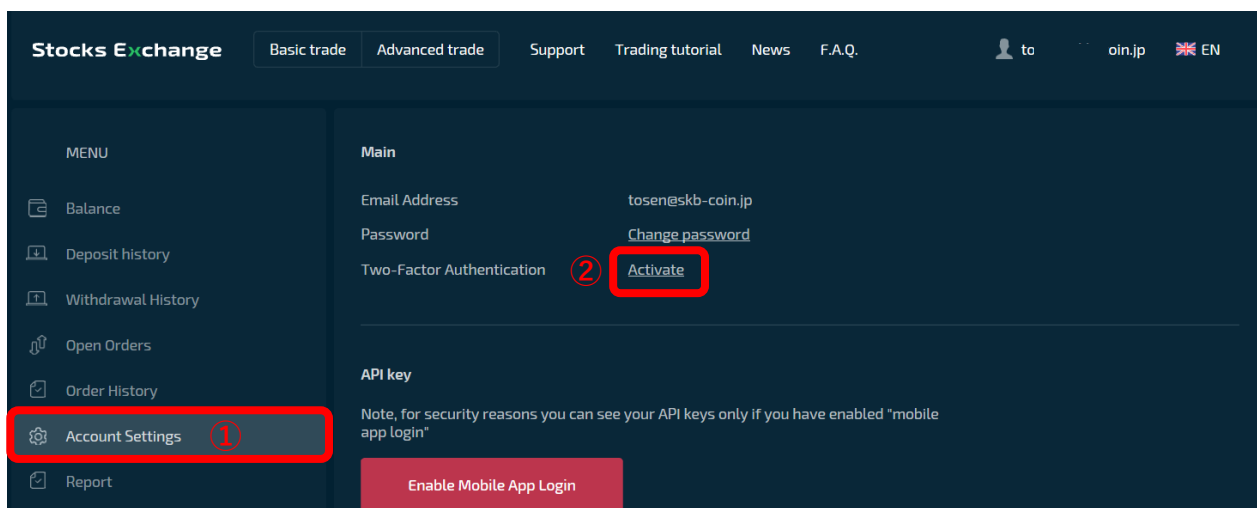 Stocks Exchange
Basic trade
Advanced trade
Support
Trading tutorial
News
F.A.Q.
to oin.jp
EN
MENU
Balance
Deposit history
Withdrawal History
Open Orders
Order History
Account Settings ①
Report
Main
Email Address tosen@skb-coin.jp
Password Change password
Two-Factor Authentication ② Activate
API key
Note, for security reasons you can see your API keys only if you have enabled "mobile
app login"
Enable Mobile App Login